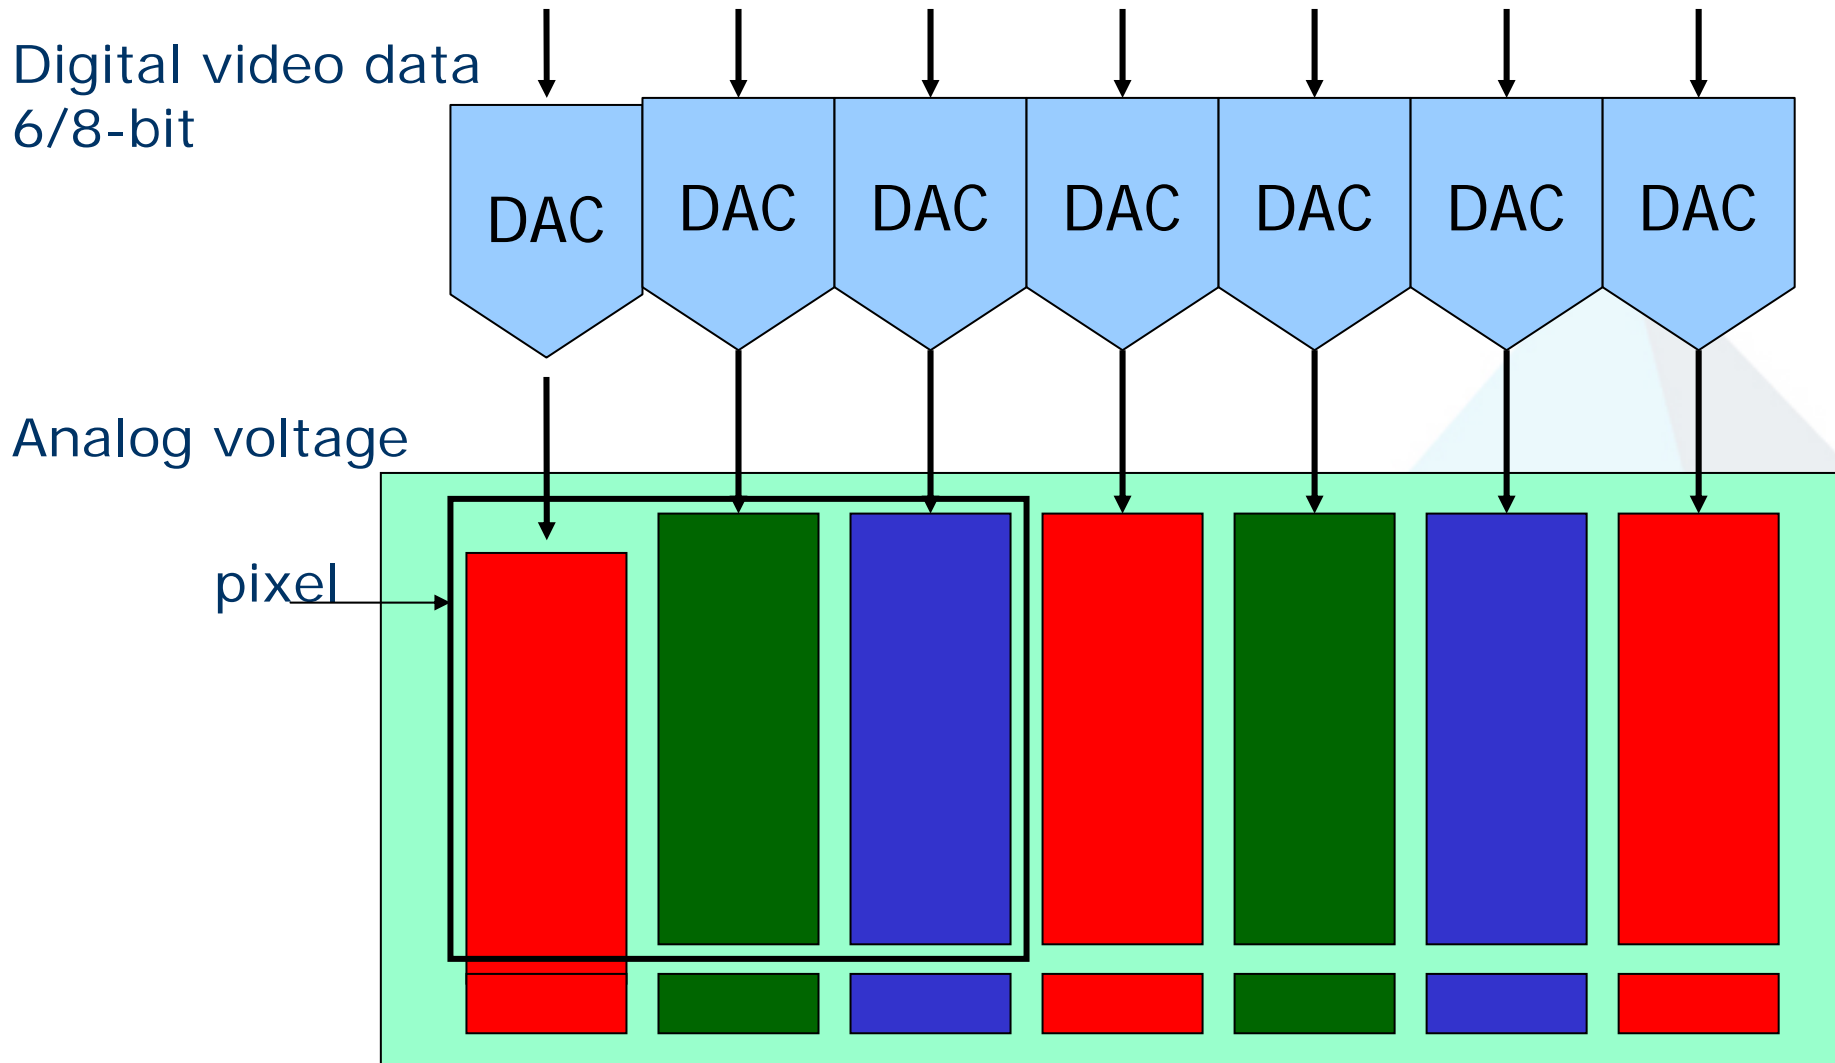 Digital video data
6/8-bit
DAC DAC DAC DAC DAC DAC DAC
Analog voltage
pixel